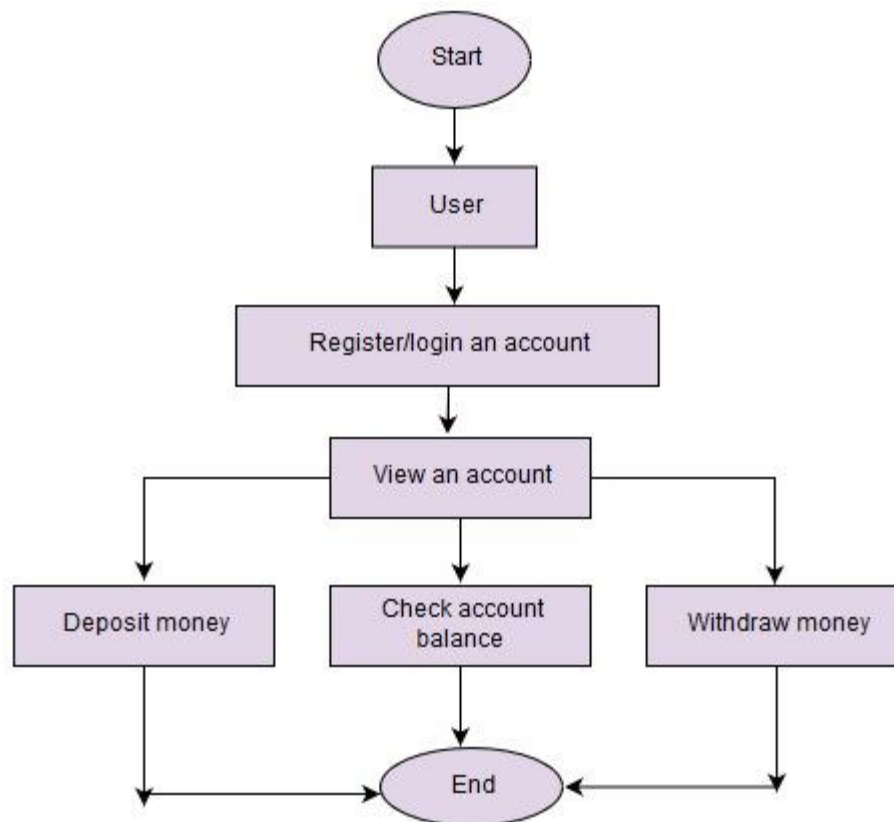 Start
User
Register/login an account
View an account
Deposit money
Check account
balance
Withdraw money
End